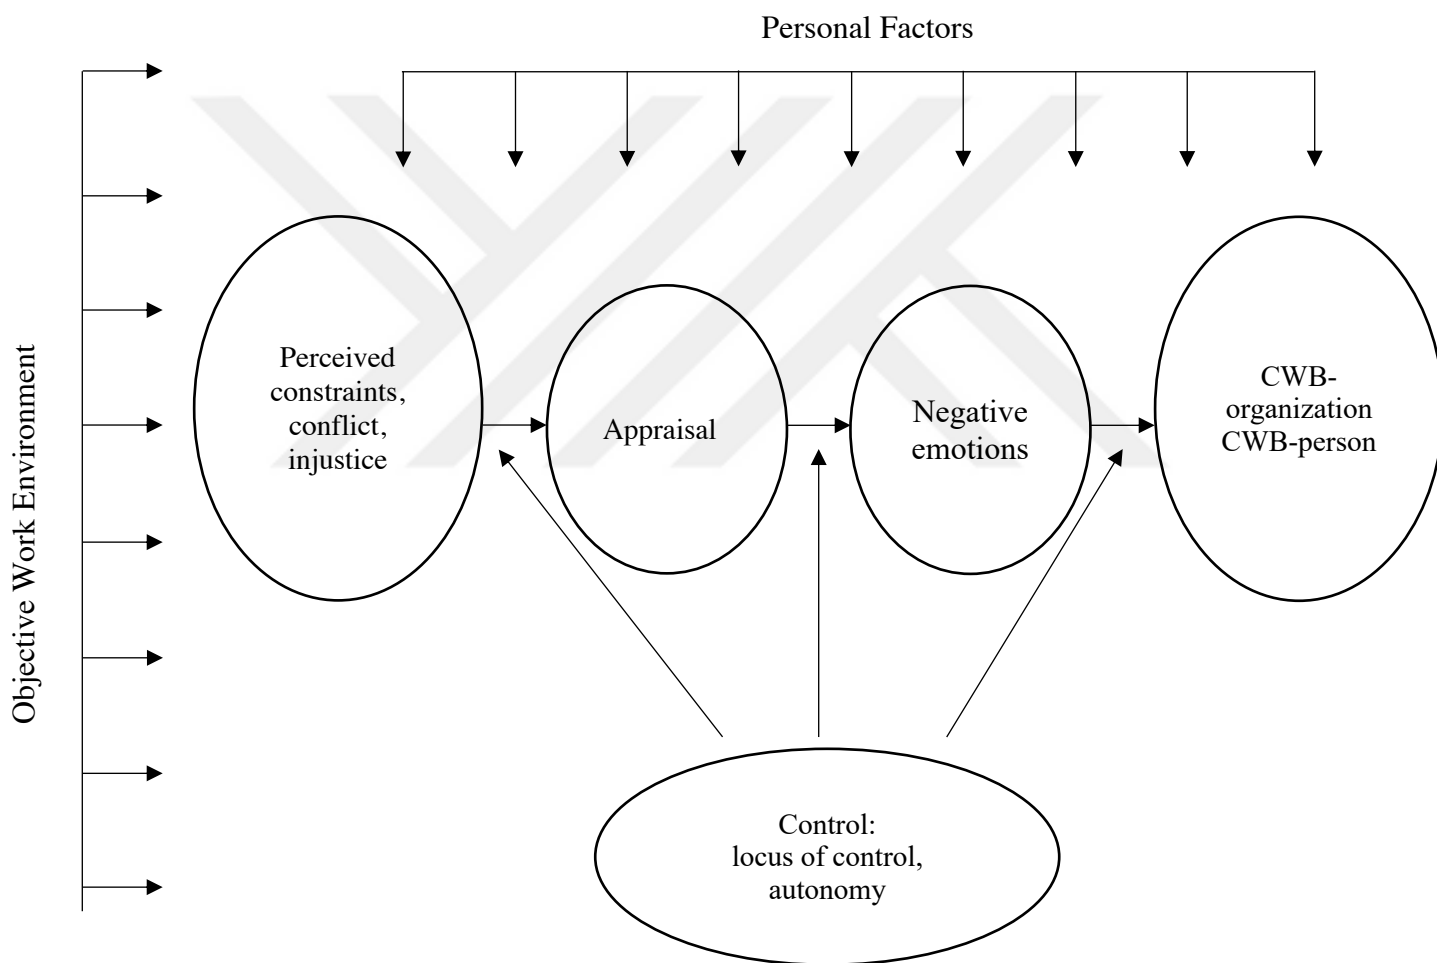 Personal Factors
Objective Work Environment
Perceived
constraints,
conflict,
injustice
Appraisal
Negative
emotions
CWB-
organization
CWB-person
Control:
locus of control,
autonomy